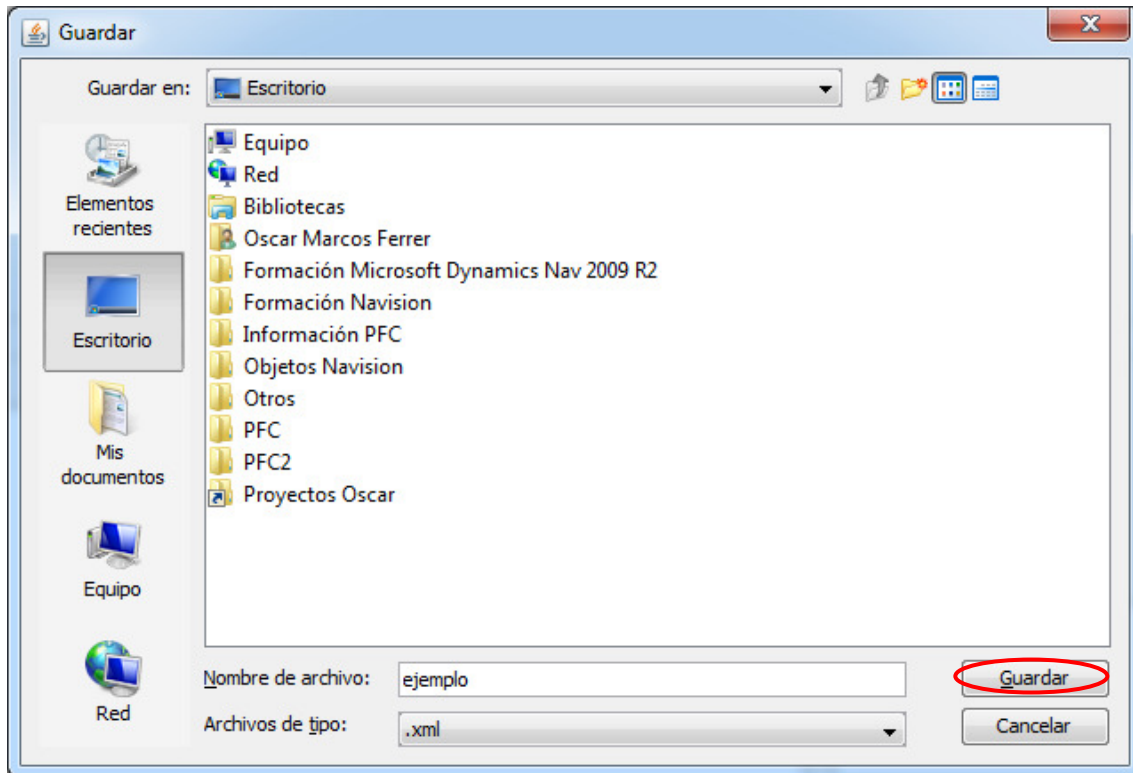 Guardar
Guardar en:
Escritorio
Elementos
recientes
Escritorio
Mis
documentos
Equipo
Red
Equipo
Red
Bibliotecas
Oscar Marcos Ferrer
Formación Microsoft Dynamics Nav 2009 R2
Formación Navision
Información PFC
Objetos Navision
Otros
PFC
PFC2
Proyectos Oscar
Nombre de archivo:
ejemplo
Guardar
Archivos de tipo:
.xml
Cancelar